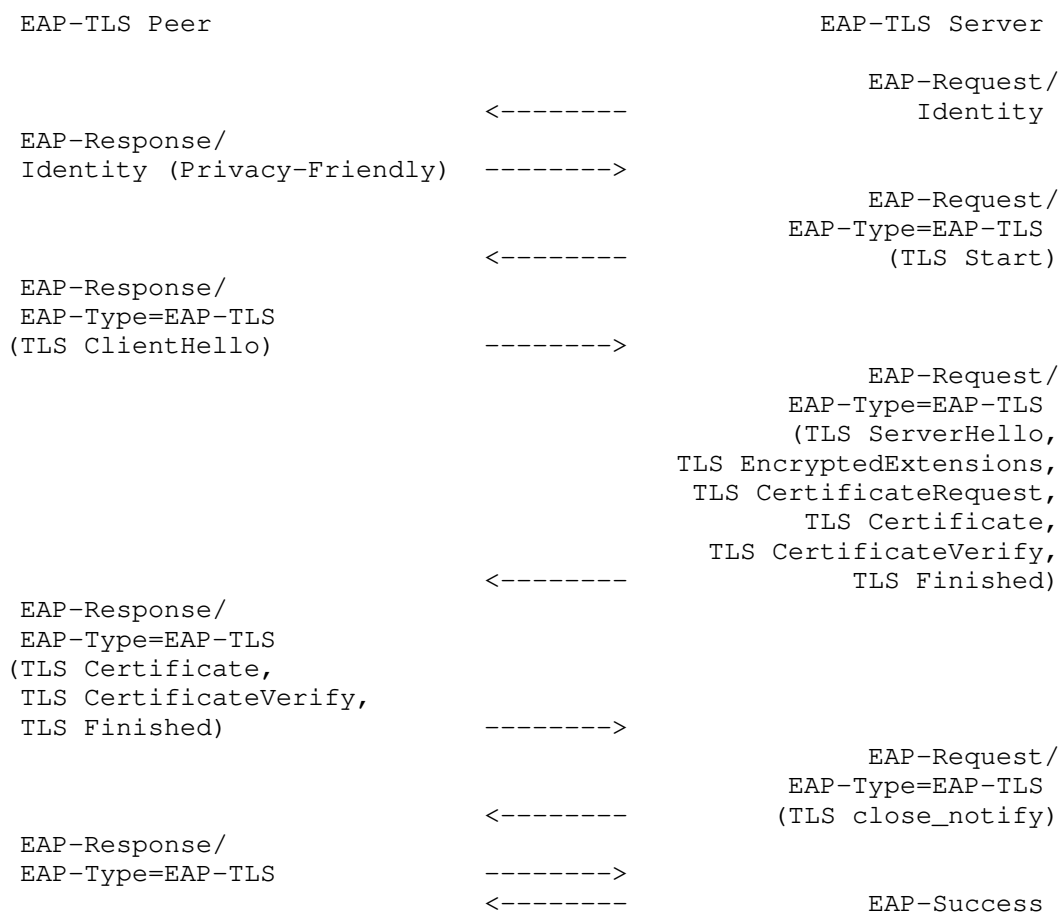 EAP-TLS Peer                                      EAP-TLS Server
EAP-Request/
<--------                   Identity
EAP-Response/
Identity (Privacy-Friendly)  -------->
EAP-Request/
EAP-Type=EAP-TLS
<--------                (TLS Start)
EAP-Response/
EAP-Type=EAP-TLS
(TLS ClientHello)             -------->
EAP-Request/
EAP-Type=EAP-TLS
(TLS ServerHello,
TLS EncryptedExtensions,
TLS CertificateRequest,
TLS Certificate,
TLS CertificateVerify,
<--------              TLS Finished)
EAP-Response/
EAP-Type=EAP-TLS
(TLS Certificate,
TLS CertificateVerify,
TLS Finished)                -------->
EAP-Request/
EAP-Type=EAP-TLS
<--------         (TLS close_notify)
EAP-Response/
EAP-Type=EAP-TLS             -------->
<--------                EAP-Success